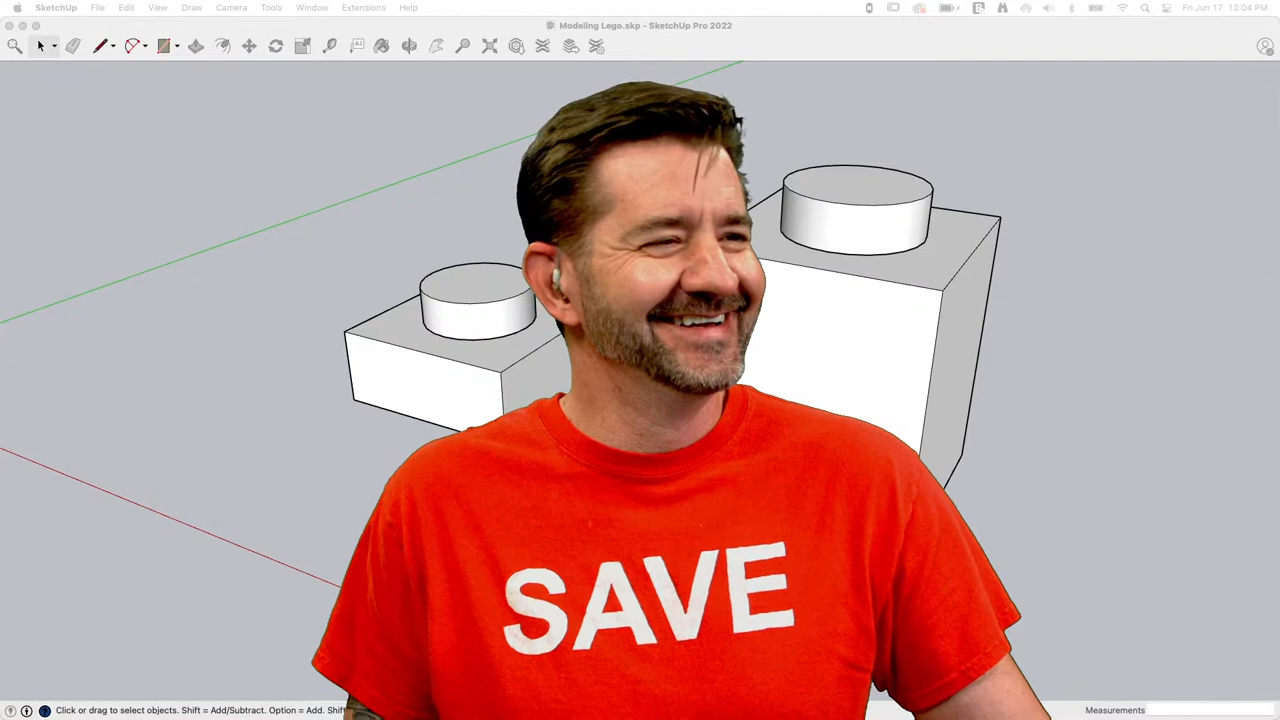 SketchUp File Edit View Draw Camera Tools Window Extensions Help Fri Jun 17 12:04 PM
Modeling Lego.skp - SketchUp Pro 2022
SAVE
Click or drag to select objects. Shift = Add/Subtract. Option = Add. Shift Measurements